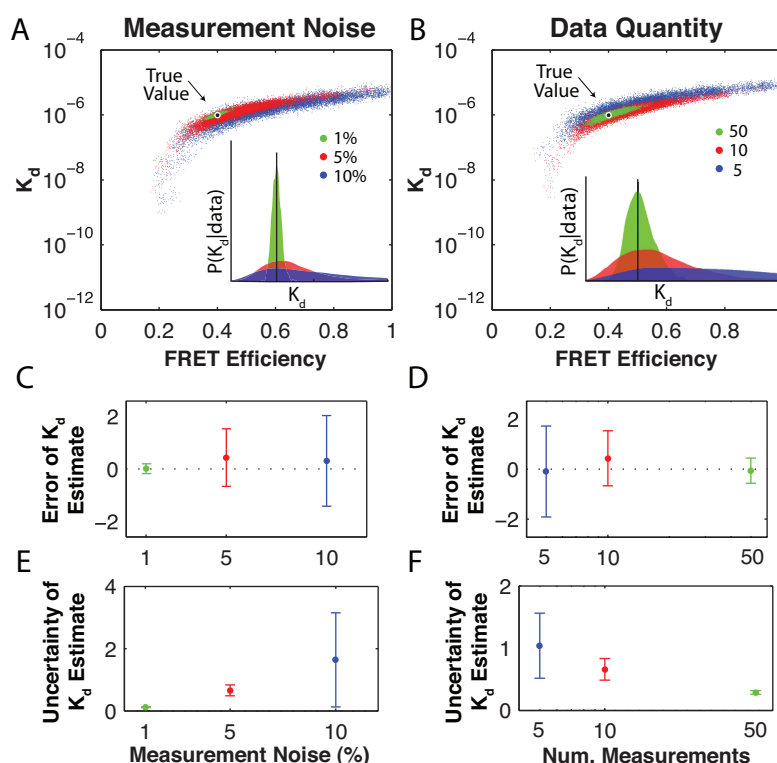 A
Measurement Noise
K_d
10^−4
10^−6
10^−8
10^−10
10^−12
True
Value
1%
5%
10%
P(K_d|data)
K_d
0
0.2
0.4
0.6
0.8
1
FRET Efficiency
B
Data Quantity
K_d
10^−4
10^−6
10^−8
10^−10
10^−12
True
Value
50
10
5
P(K_d|data)
K_d
0
0.2
0.4
0.6
0.8
FRET Efficiency
C
Error of K_d
Estimate
2
0
−2
1
5
10
D
Error of K_d
Estimate
2
0
−2
5
10
50
E
Uncertainty of
K_d Estimate
4
2
0
1
5
10
Measurement Noise (%)
F
Uncertainty of
K_d Estimate
2
1
0
5
10
50
Num. Measurements